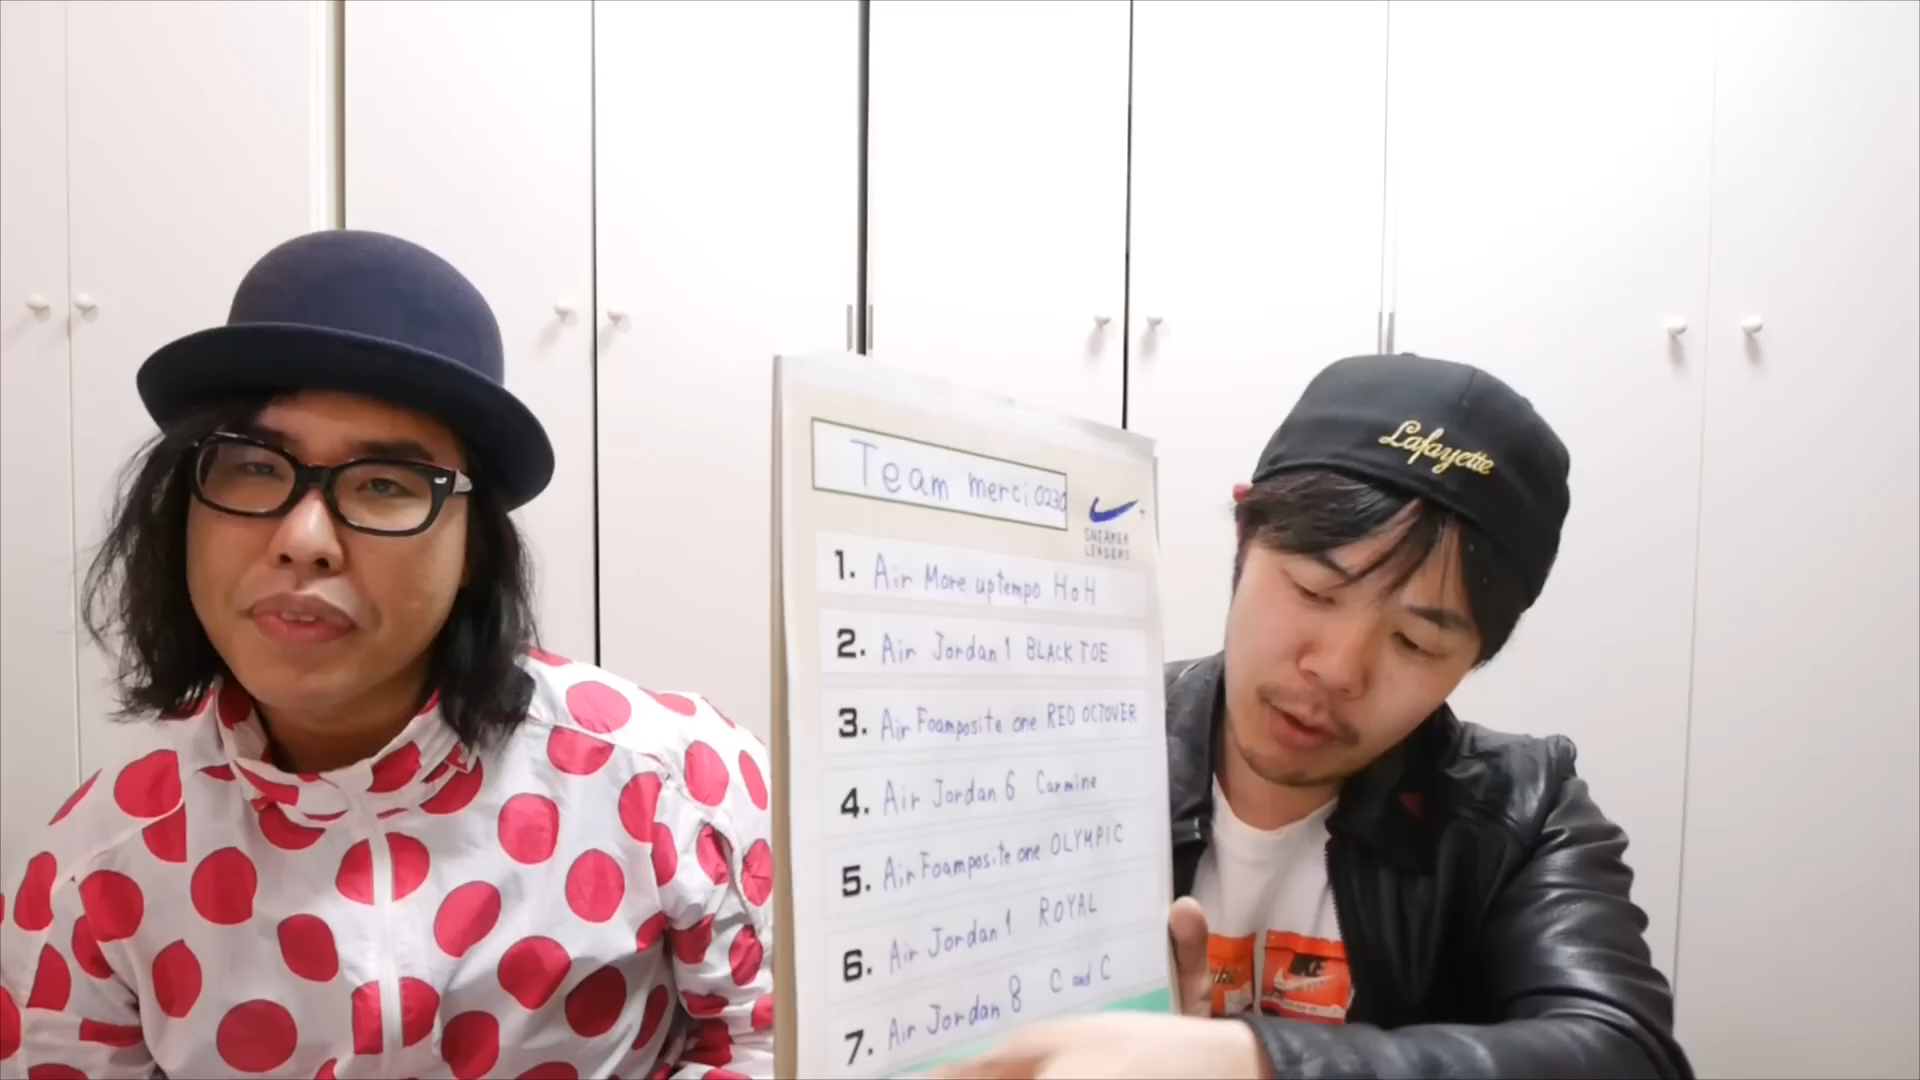 Lafayette
Team merci0230
SNEAKER
LEADERS
1. Air More uptempo HoH
2. Air Jordan 1 BLACK TOE
3. Air Foamposite one RED OCTOVER
4. Air Jordan 6 Carmine
5. Air Foamposite one OLYMPIC
6. Air Jordan 1 ROYAL
7. Air Jordan 8 C and C